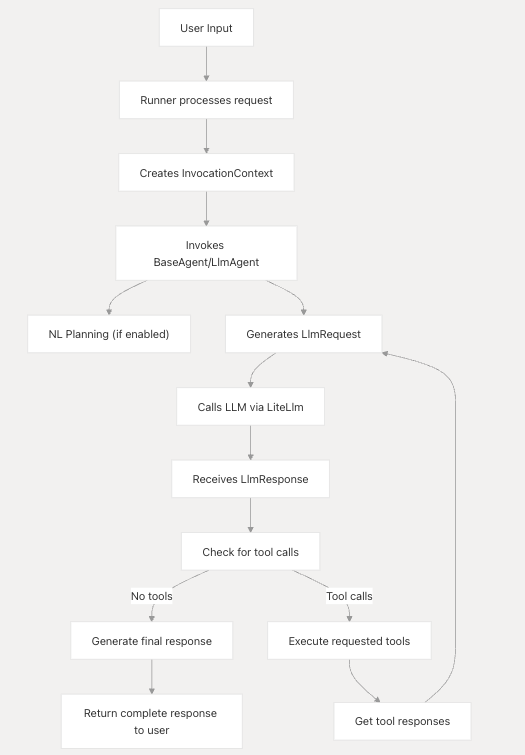 User Input
Runner processes request
Creates InvocationContext
Invokes
BaseAgent/LlmAgent
NL Planning (if enabled)
Generates LlmRequest
Calls LLM via LiteLlm
Receives LlmResponse
Check for tool calls
No tools
Tool calls
Generate final response
Execute requested tools
Return complete response
to user
Get tool responses